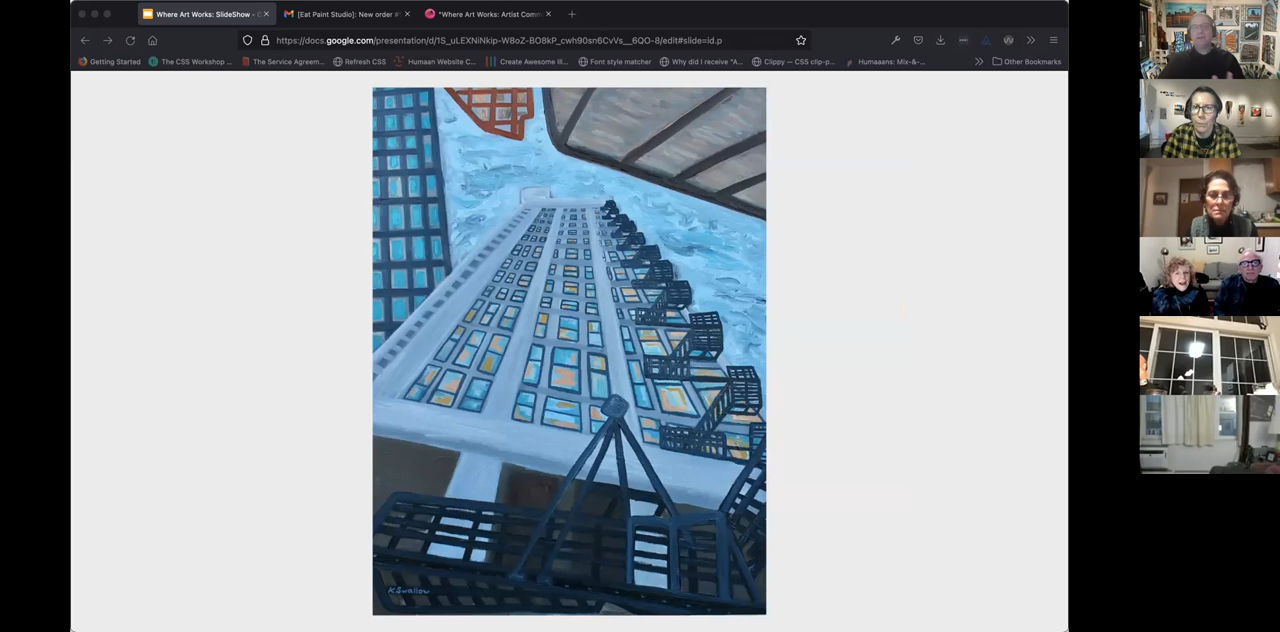 Where Art Works: SlideShow - G
[Eat Paint Studio]: New order #
*Where Art Works: Artist Comm
https://docs.google.com/presentation/d/1S_uLEXNiNkip-W8oZ-BO8kP_cwh90sn6CvVs__6QO-8/edit#slide=id.p
Getting Started
The CSS Workshop ...
The Service Agreem...
Refresh CSS
Humaan Website C...
Create Awesome Ill...
Font style matcher
Why did I receive "A...
Clippy — CSS clip-p...
Humaaans: Mix-&-...
Other Bookmarks
K Swallow